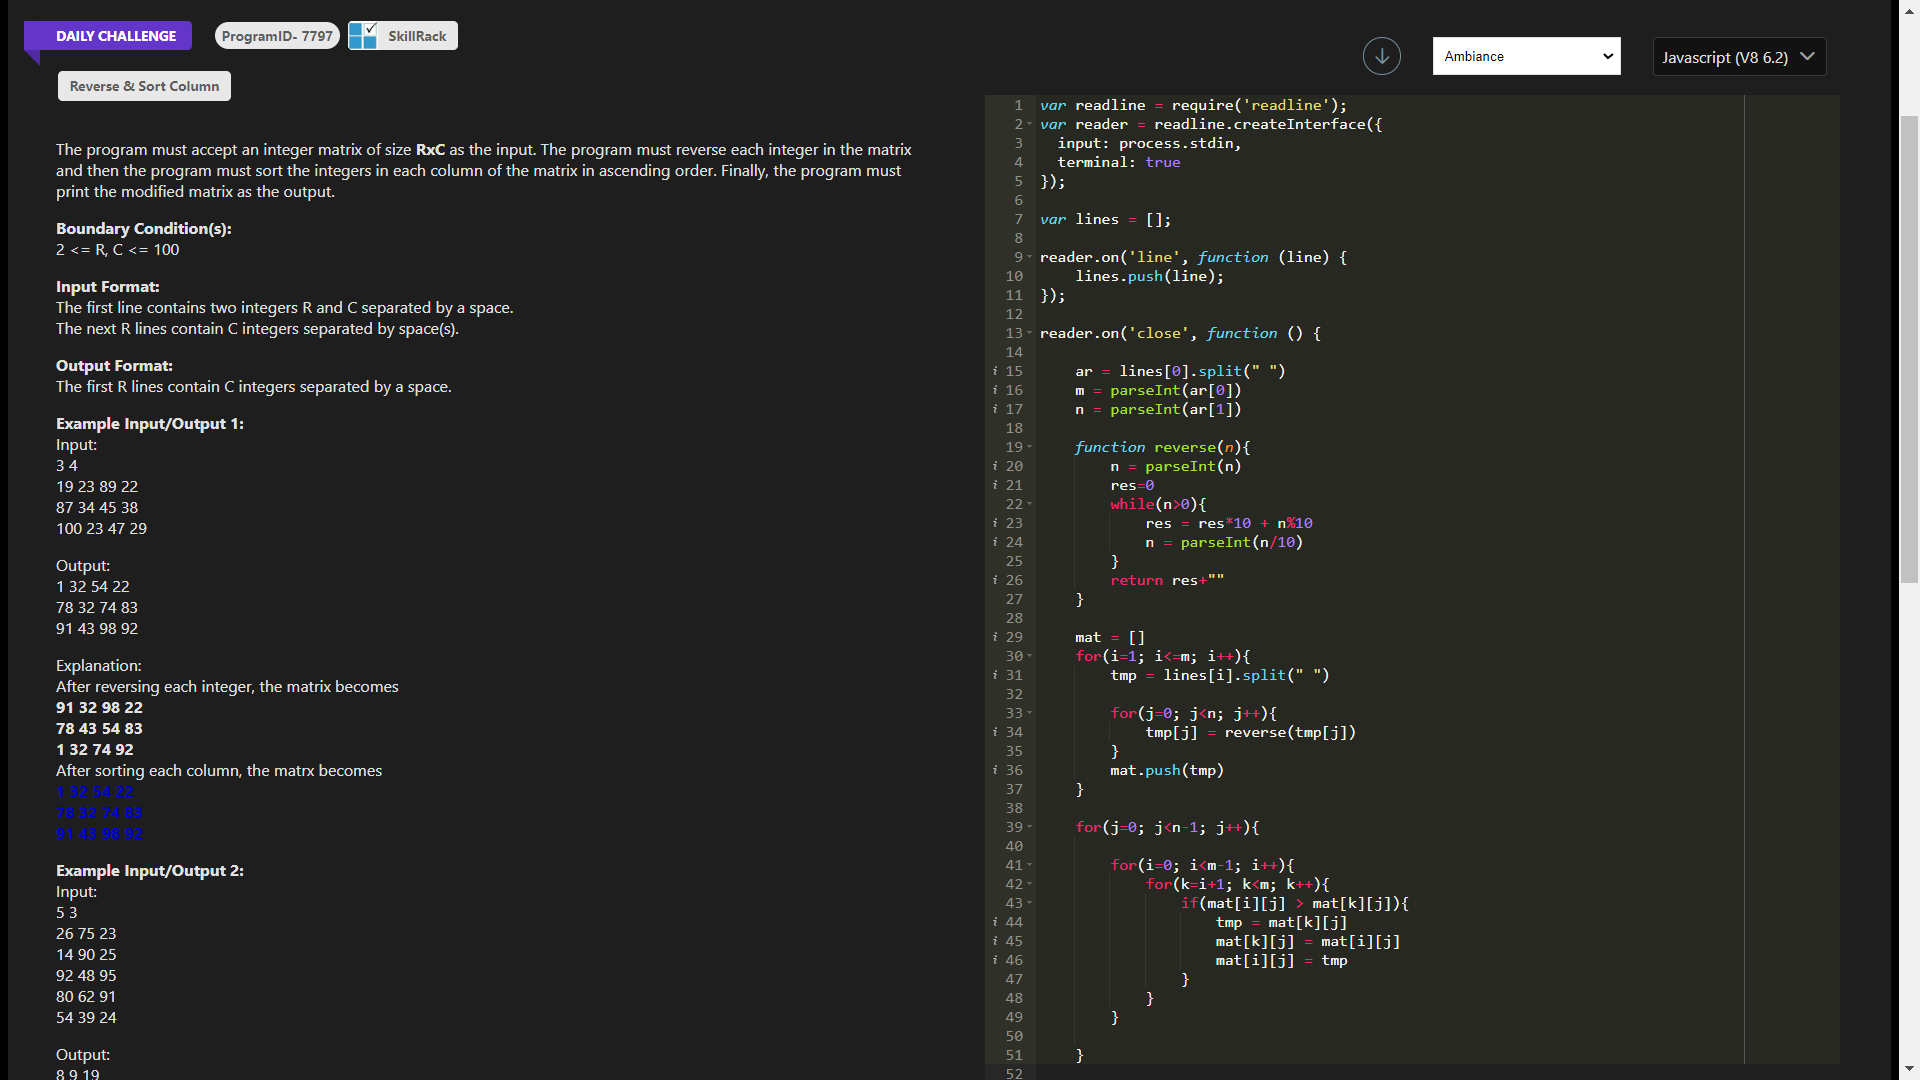 DAILY CHALLENGE
ProgramID- 7797
SkillRack
Ambiance
Javascript (V8 6.2)
Reverse & Sort Column
The program must accept an integer matrix of size RxC as the input. The program must reverse each integer in the matrix
and then the program must sort the integers in each column of the matrix in ascending order. Finally, the program must
print the modified matrix as the output.
Boundary Condition(s):
2 <= R, C <= 100
Input Format:
The first line contains two integers R and C separated by a space.
The next R lines contain C integers separated by space(s).
Output Format:
The first R lines contain C integers separated by a space.
Example Input/Output 1:
Input:
3 4
19 23 89 22
87 34 45 38
100 23 47 29
Output:
1 32 54 22
78 32 74 83
91 43 98 92
Explanation:
After reversing each integer, the matrix becomes
91 32 98 22
78 43 54 83
1 32 74 92
After sorting each column, the matrx becomes
1 32 54 22
78 32 74 83
91 43 98 92
Example Input/Output 2:
Input:
5 3
26 75 23
14 90 25
92 48 95
80 62 91
54 39 24
Output:
8 9 19
1 var readline = require('readline');
2 var reader = readline.createInterface({
3   input: process.stdin,
4   terminal: true
5 });
6
7 var lines = [];
8
9 reader.on('line', function (line) {
10     lines.push(line);
11 });
12
13 reader.on('close', function () {
14
i 15     ar = lines[0].split(" ")
i 16     m = parseInt(ar[0])
i 17     n = parseInt(ar[1])
18
19     function reverse(n){
i 20         n = parseInt(n)
i 21         res=0
22         while(n>0){
i 23             res = res*10 + n%10
i 24             n = parseInt(n/10)
25         }
i 26         return res+""
27     }
28
i 29     mat = []
30     for(i=1; i<=m; i++){
i 31         tmp = lines[i].split(" ")
32
33         for(j=0; j<n; j++){
i 34             tmp[j] = reverse(tmp[j])
35         }
i 36         mat.push(tmp)
37     }
38
39     for(j=0; j<n-1; j++){
40
41         for(i=0; i<m-1; i++){
42             for(k=i+1; k<m; k++){
43                 if(mat[i][j] > mat[k][j]){
i 44                     tmp = mat[k][j]
i 45                     mat[k][j] = mat[i][j]
i 46                     mat[i][j] = tmp
47                 }
48             }
49         }
50
51     }
52